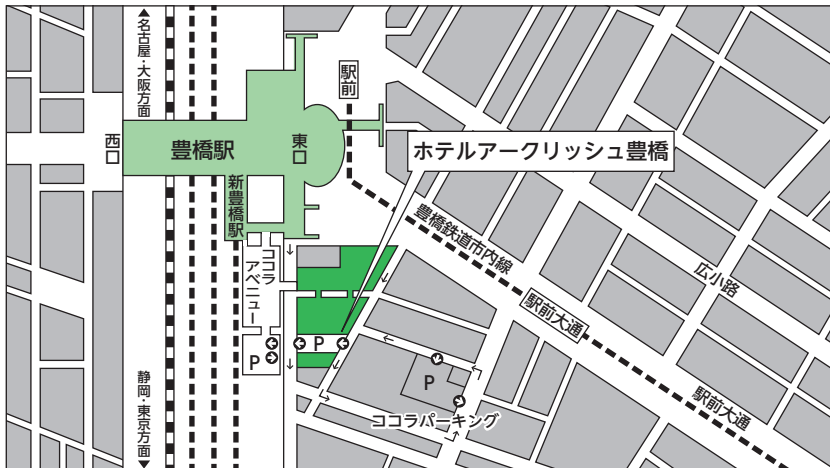 ▲名古屋・大阪方面
駅前
西口
豊橋駅
東口
ホテルアークリッシュ豊橋
新豊橋駅
豊橋鉄道市内線
ココラ
アベニュー
広小路
駅前大通
P
P
P
静岡・東京方面▼
駅前大通
ココラパーキング